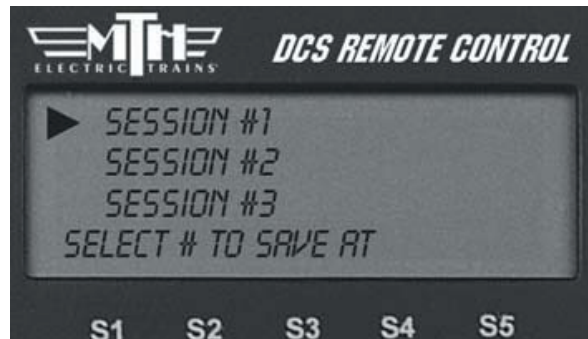 MTH
ELECTRIC TRAINS®
DCS REMOTE CONTROL
SESSION #1
SESSION #2
SESSION #3
SELECT # TO SAVE AT
S1 S2 S3 S4 S5